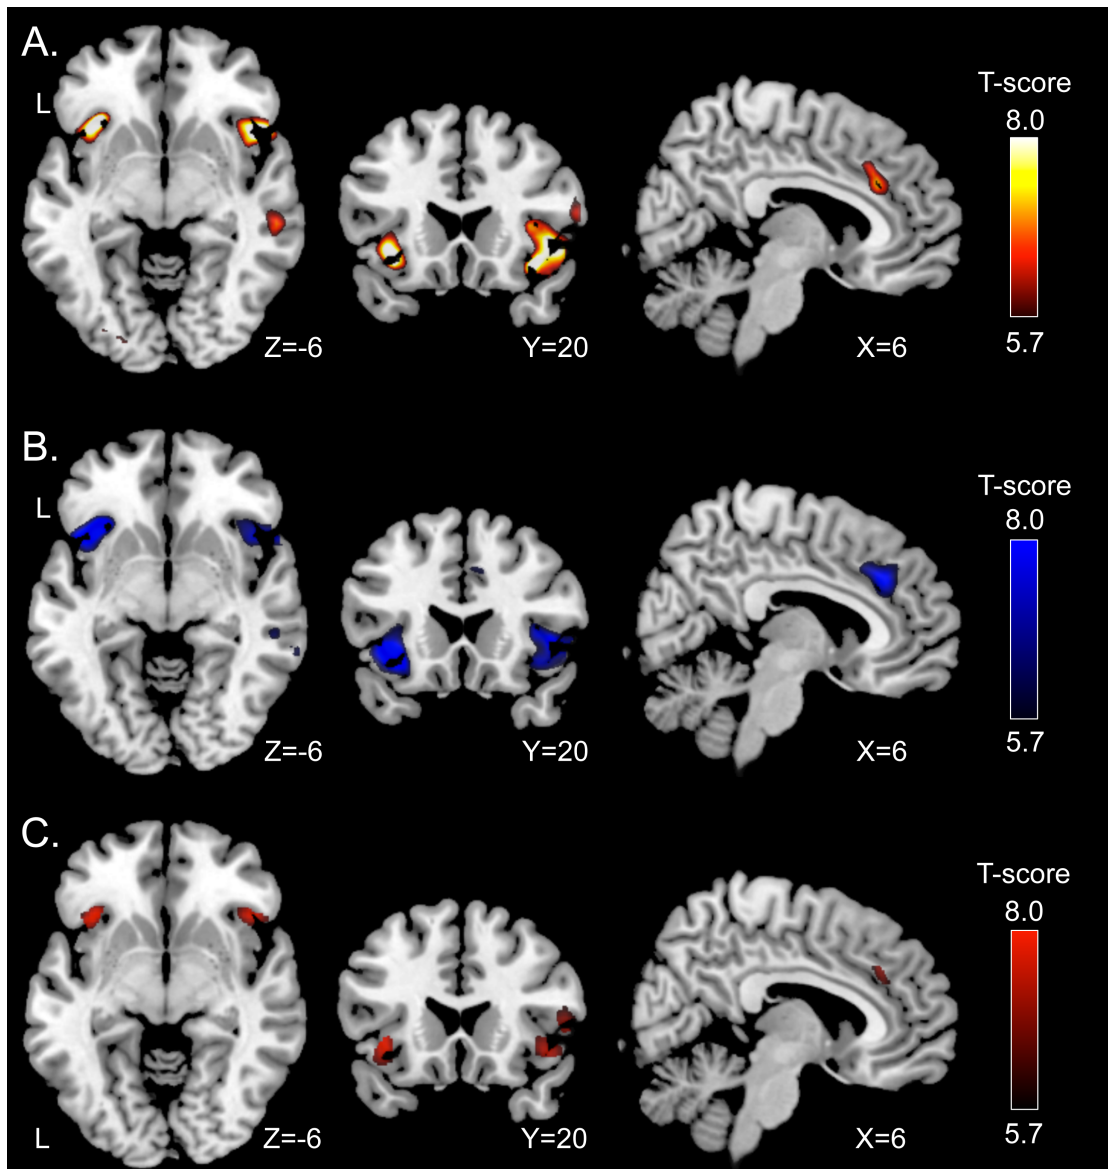 A.
L
T-score
8.0
5.7
Z=-6
Y=20
X=6
B.
L
T-score
8.0
5.7
Z=-6
Y=20
X=6
C.
T-score
8.0
5.7
L
Z=-6
Y=20
X=6